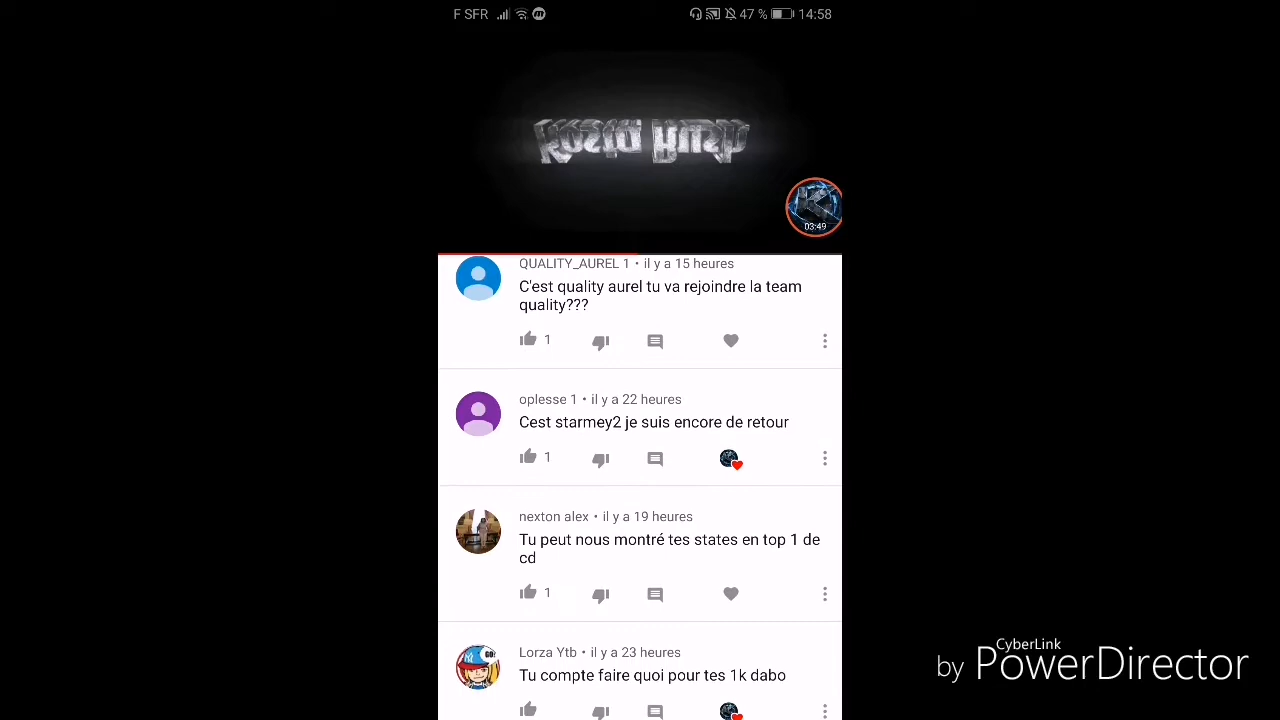 F SFR 47 % 14:58
03:49
QUALITY_AUREL 1 • il y a 15 heures
C'est quality aurel tu va rejoindre la team
quality???
1
oplesse 1 • il y a 22 heures
Cest starmey2 je suis encore de retour
1
nexton alex • il y a 19 heures
Tu peut nous montré tes states en top 1 de
cd
1
Lorza Ytb • il y a 23 heures
GO!
Tu compte faire quoi pour tes 1k dabo
CyberLink
by PowerDirector